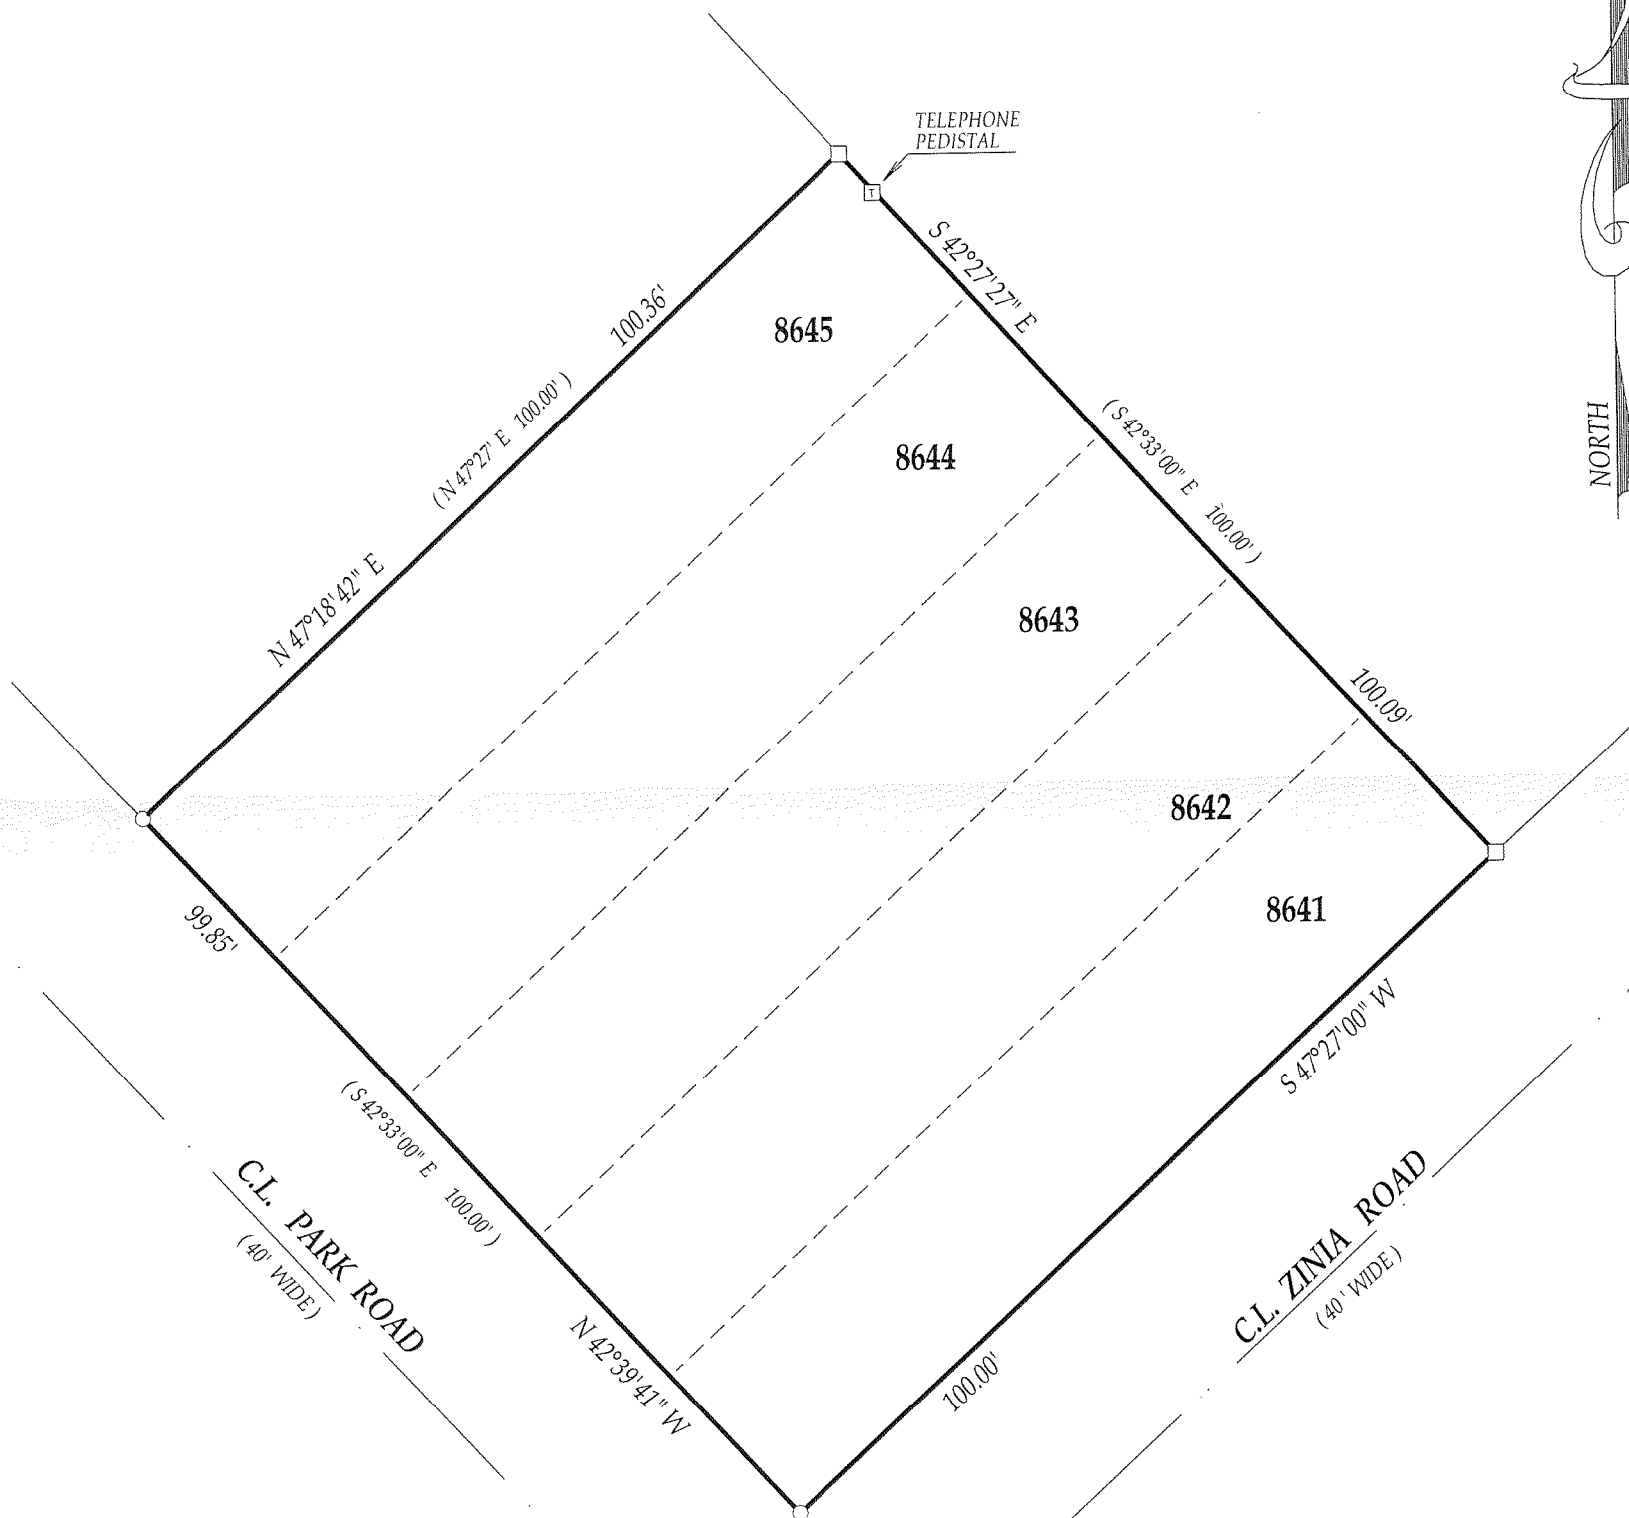 TELEPHONE
PEDISTAL
S 42°27'27" E
100.36'
8645
(N 47°27' E 100.00' )
( S 42°33'00" E 100.00' )
NORTH
8644
N 47°18'42" E
8643
100.09'
8642
8641
99.85'
S 47°27'00" W
( S 42°33'00" E 100.00' )
C.L. PARK ROAD
( 40' WIDE )
C.L. ZINIA ROAD
( 40' WIDE )
N 42°39'41" W
100.00'
T